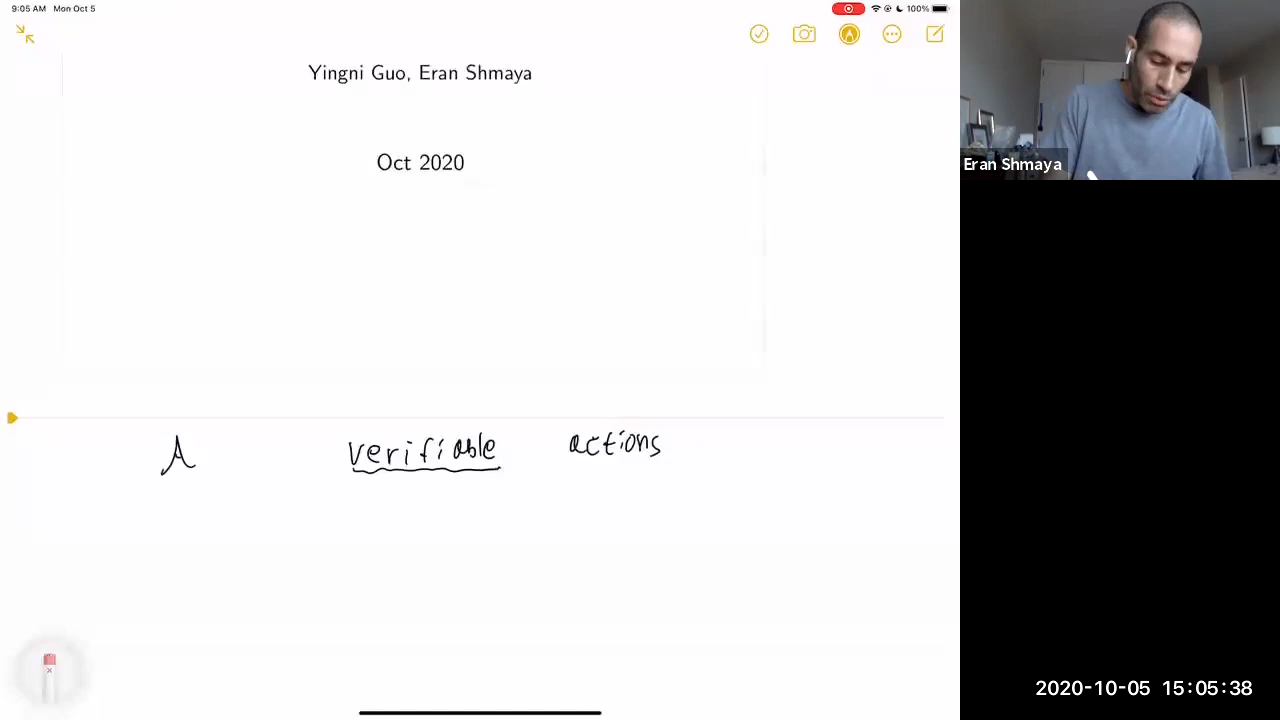 9:05 AM Mon Oct 5
100%
Yingni Guo, Eran Shmaya
Oct 2020
Eran Shmaya
A verifiable actions
2020-10-05 15:05:38